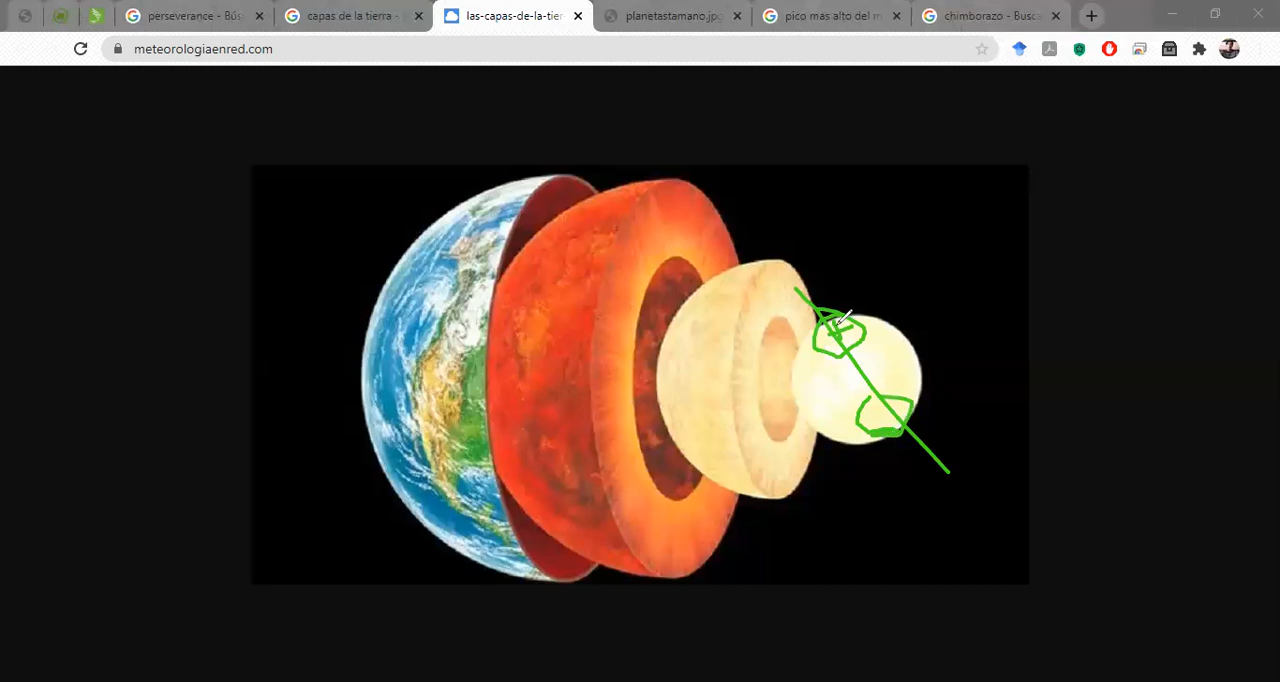 perseverance - Bús
capas de la tierra -
las-capas-de-la-tier
planetastamano.jpg
pico mas alto del m
chimborazo - Busca
meteorologiaenred.com